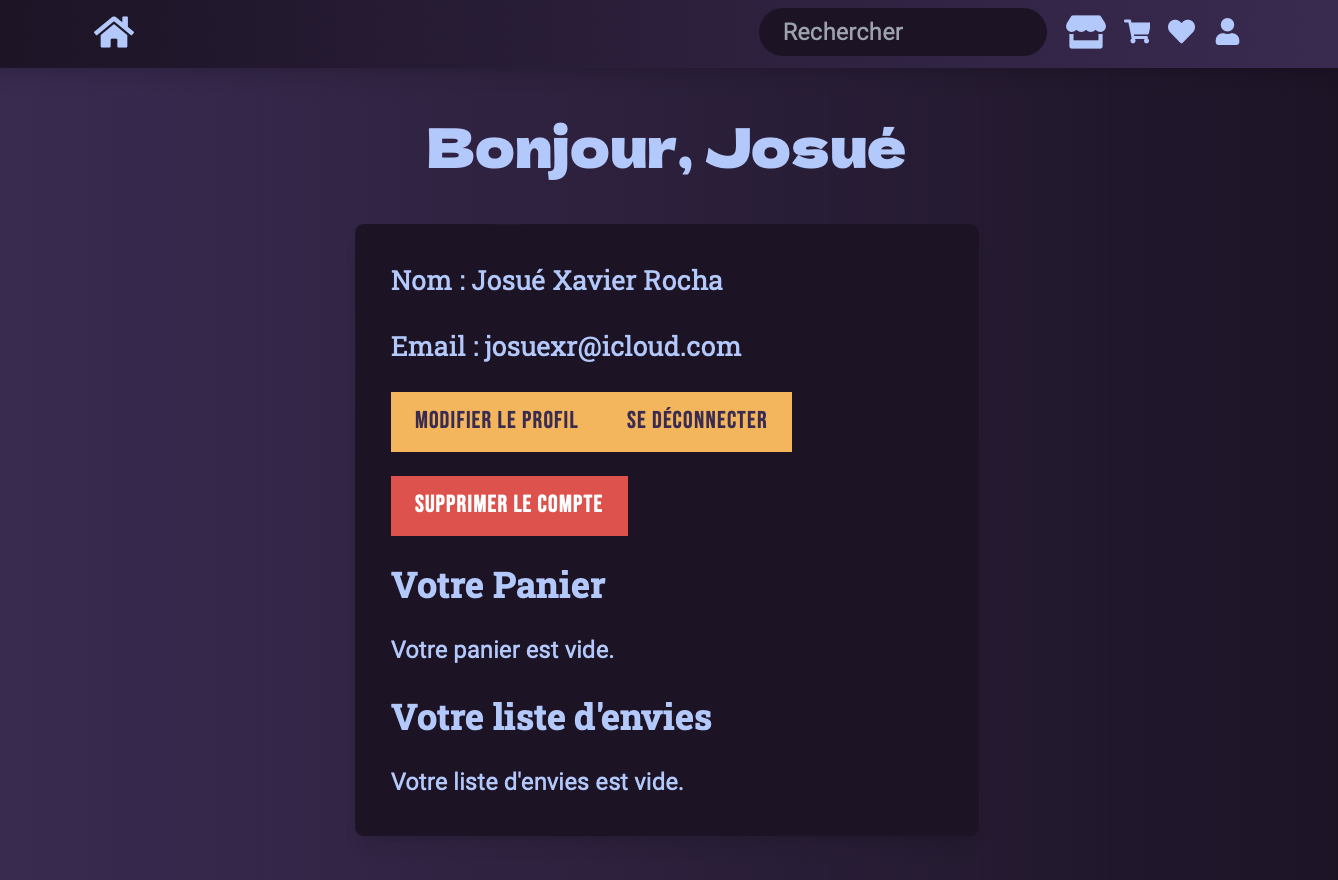 Rechercher
Bonjour, Josué
Nom : Josué Xavier Rocha
Email : josuexr@icloud.com
MODIFIER LE PROFIL SE DÉCONNECTER
SUPPRIMER LE COMPTE
Votre Panier
Votre panier est vide.
Votre liste d'envies
Votre liste d'envies est vide.